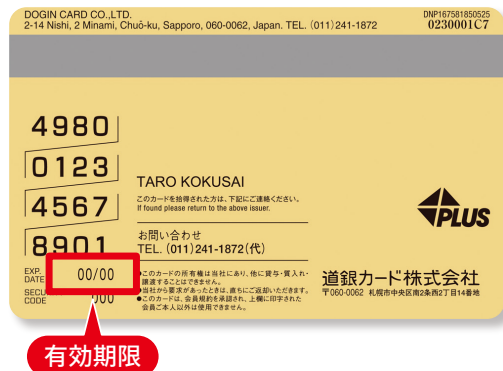 DOGIN CARD CO.,LTD.
2-14 Nishi, 2 Minami, Chuō-ku, Sapporo, 060-0062, Japan. TEL. (011)241-1872
DNP167581850525
0230001C7
4980
0123
4567
8901
TARO KOKUSAI
このカードを拾得された方は、下記にご連絡ください。
If found please return to the above issuer.
お問い合わせ
TEL. (011)241-1872(代)
PLUS
EXP. DATE 00/00
SECU
CODE 000
●このカードの所有権は当社にあり、他に貸与・質入れ・
譲渡することはできません。
●当社から要求があったときは、直ちにご返却いただきます。
●このカードは、会員規約を承認され、上欄に印字された
会員ご本人以外は使用できません。
道銀カード株式会社
〒060-0062 札幌市中央区南2条西2丁目14番地
有効期限